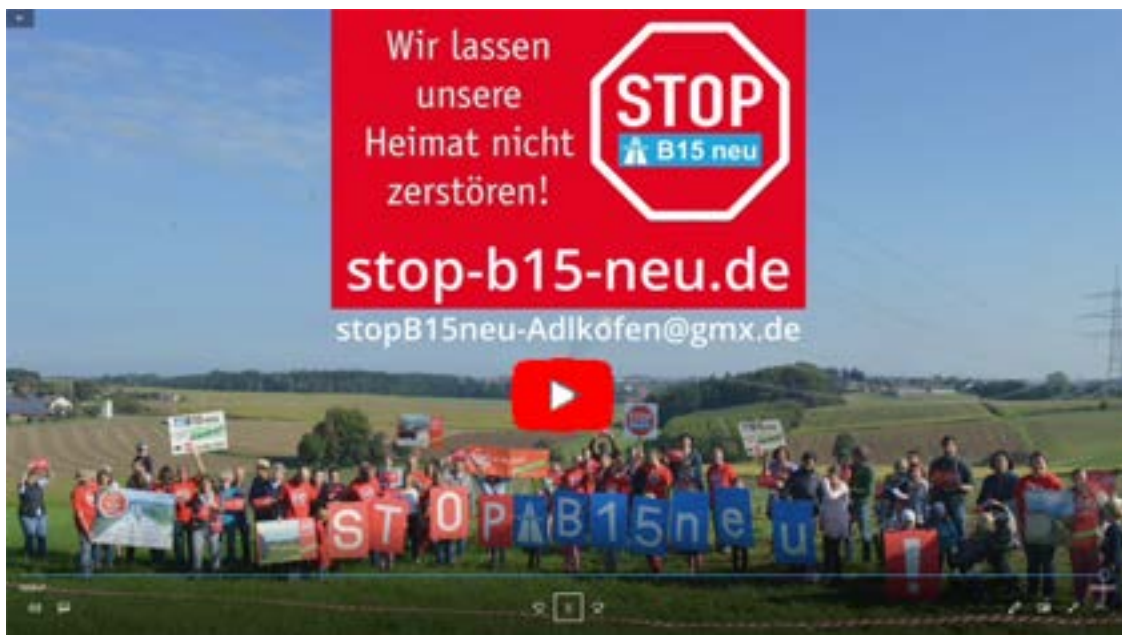 Wir lassen
unsere
Heimat nicht
zerstören!
STOP
B15 neu
stop-b15-neu.de
stopB15neu-Adlkofen@gmx.de
STOP B15neu!